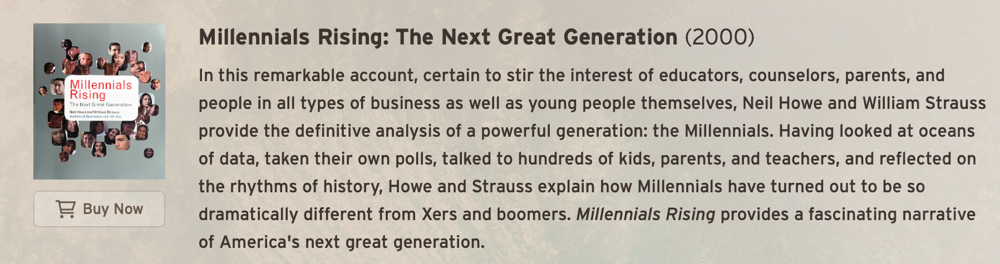 Millennials Rising: The Next Great Generation (2000)
In this remarkable account, certain to stir the interest of educators, counselors, parents, and
people in all types of business as well as young people themselves, Neil Howe and William Strauss
provide the definitive analysis of a powerful generation: the Millennials. Having looked at oceans
of data, taken their own polls, talked to hundreds of kids, parents, and teachers, and reflected on
the rhythms of history, Howe and Strauss explain how Millennials have turned out to be so
dramatically different from Xers and boomers. Millennials Rising provides a fascinating narrative
of America's next great generation.
Millennials
Rising
The Next Great Generation
Neil Howe and William Strauss
Authors of Generations and 13th Gen
Buy Now